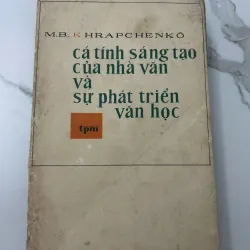 M.B. KHRAPCHENKÔ
cá tính sáng tạo
của nhà văn
và
sự phát triển
văn học
tpm